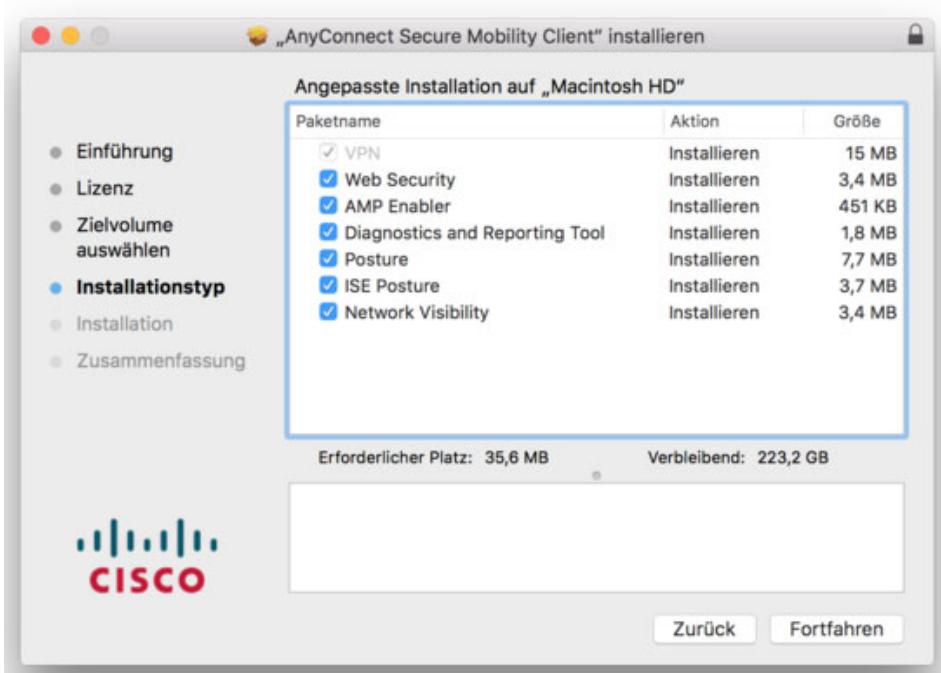 „AnyConnect Secure Mobility Client" installieren
Angepasste Installation auf „Macintosh HD"
Einführung
Lizenz
Zielvolume
auswählen
Installationstyp
Installation
Zusammenfassung
Paketname Aktion Größe
VPN Installieren 15 MB
Web Security Installieren 3,4 MB
AMP Enabler Installieren 451 KB
Diagnostics and Reporting Tool Installieren 1,8 MB
Posture Installieren 7,7 MB
ISE Posture Installieren 3,7 MB
Network Visibility Installieren 3,4 MB
Erforderlicher Platz: 35,6 MB Verbleibend: 223,2 GB
CISCO
Zurück Fortfahren